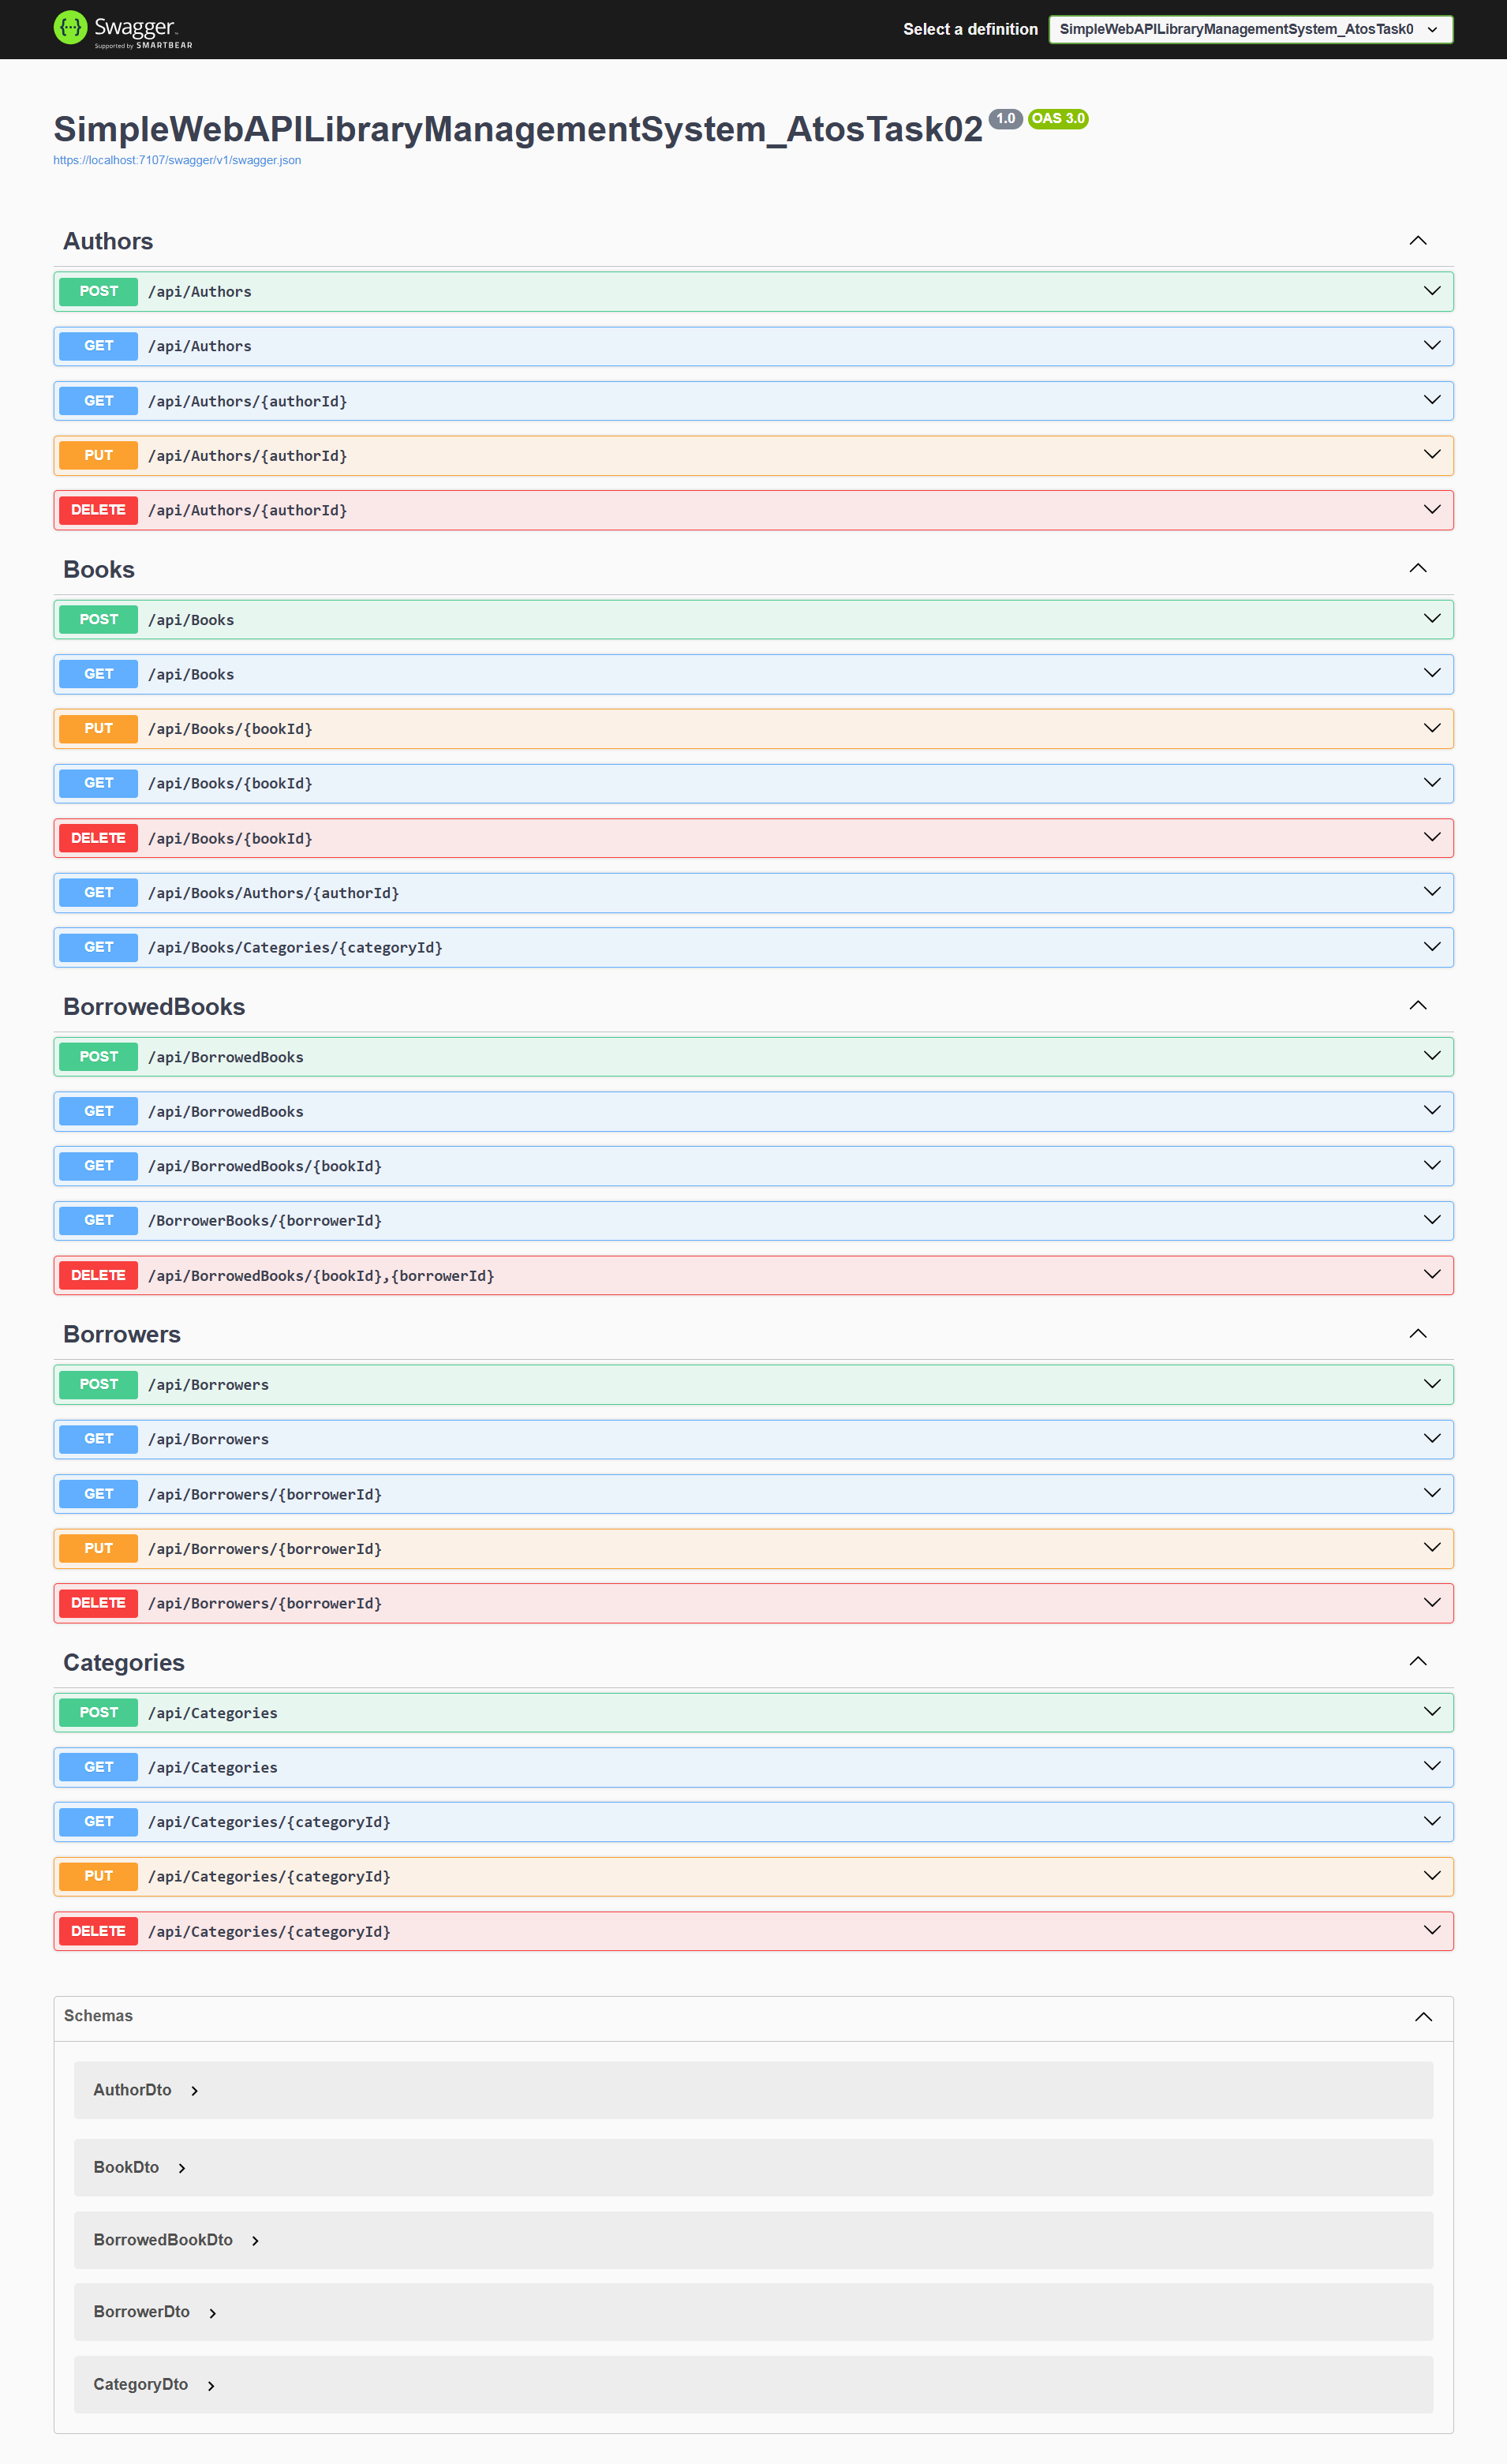 Swagger
Supported by SMARTBEAR
Select a definition
SimpleWebAPILibraryManagementSystem_AtosTask0
SimpleWebAPILibraryManagementSystem_AtosTask02 1.0 OAS 3.0
https://localhost:7107/swagger/v1/swagger.json
Authors
POST /api/Authors
GET /api/Authors
GET /api/Authors/{authorId}
PUT /api/Authors/{authorId}
DELETE /api/Authors/{authorId}
Books
POST /api/Books
GET /api/Books
PUT /api/Books/{bookId}
GET /api/Books/{bookId}
DELETE /api/Books/{bookId}
GET /api/Books/Authors/{authorId}
GET /api/Books/Categories/{categoryId}
BorrowedBooks
POST /api/BorrowedBooks
GET /api/BorrowedBooks
GET /api/BorrowedBooks/{bookId}
GET /BorrowerBooks/{borrowerId}
DELETE /api/BorrowedBooks/{bookId},{borrowerId}
Borrowers
POST /api/Borrowers
GET /api/Borrowers
GET /api/Borrowers/{borrowerId}
PUT /api/Borrowers/{borrowerId}
DELETE /api/Borrowers/{borrowerId}
Categories
POST /api/Categories
GET /api/Categories
GET /api/Categories/{categoryId}
PUT /api/Categories/{categoryId}
DELETE /api/Categories/{categoryId}
Schemas
AuthorDto
BookDto
BorrowedBookDto
BorrowerDto
CategoryDto